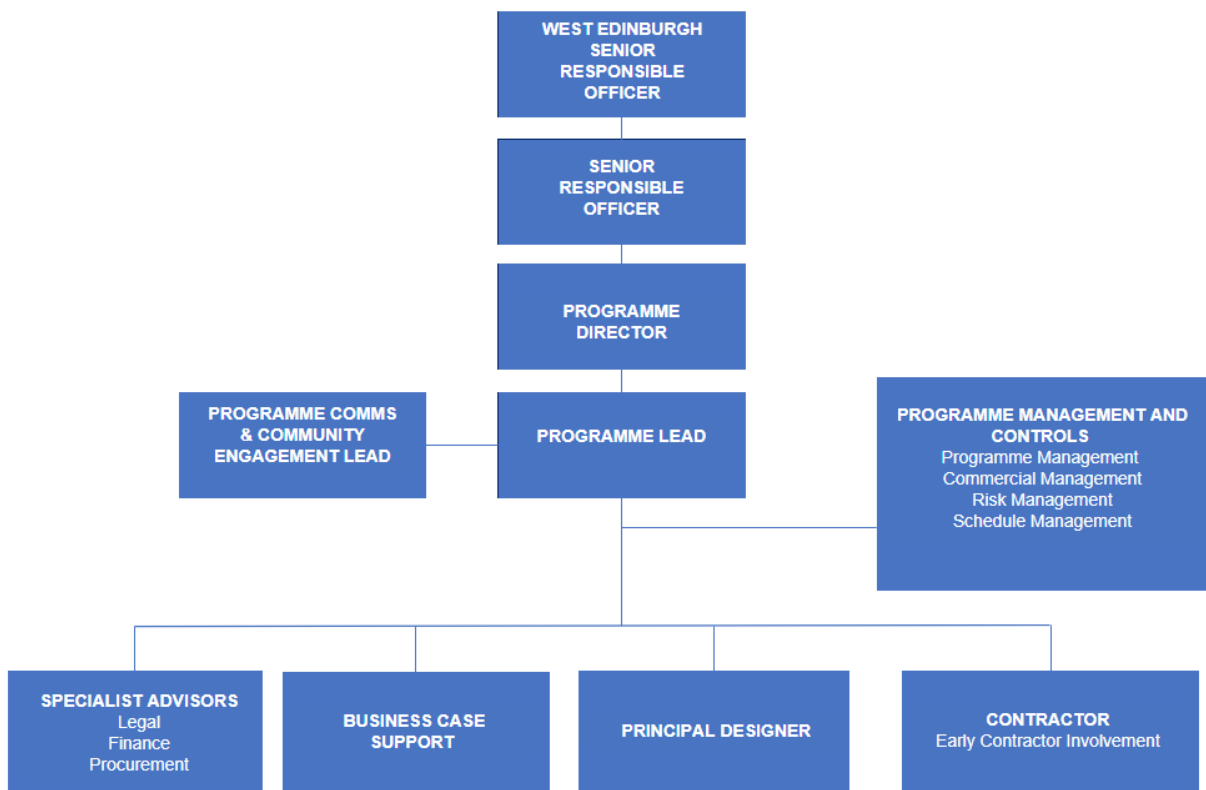 WEST EDINBURGH
SENIOR
RESPONSIBLE
OFFICER
SENIOR
RESPONSIBLE
OFFICER
PROGRAMME
DIRECTOR
PROGRAMME COMMS
& COMMUNITY
ENGAGEMENT LEAD
PROGRAMME LEAD
PROGRAMME MANAGEMENT AND
CONTROLS
Programme Management
Commercial Management
Risk Management
Schedule Management
SPECIALIST ADVISORS
Legal
Finance
Procurement
BUSINESS CASE
SUPPORT
PRINCIPAL DESIGNER
CONTRACTOR
Early Contractor Involvement